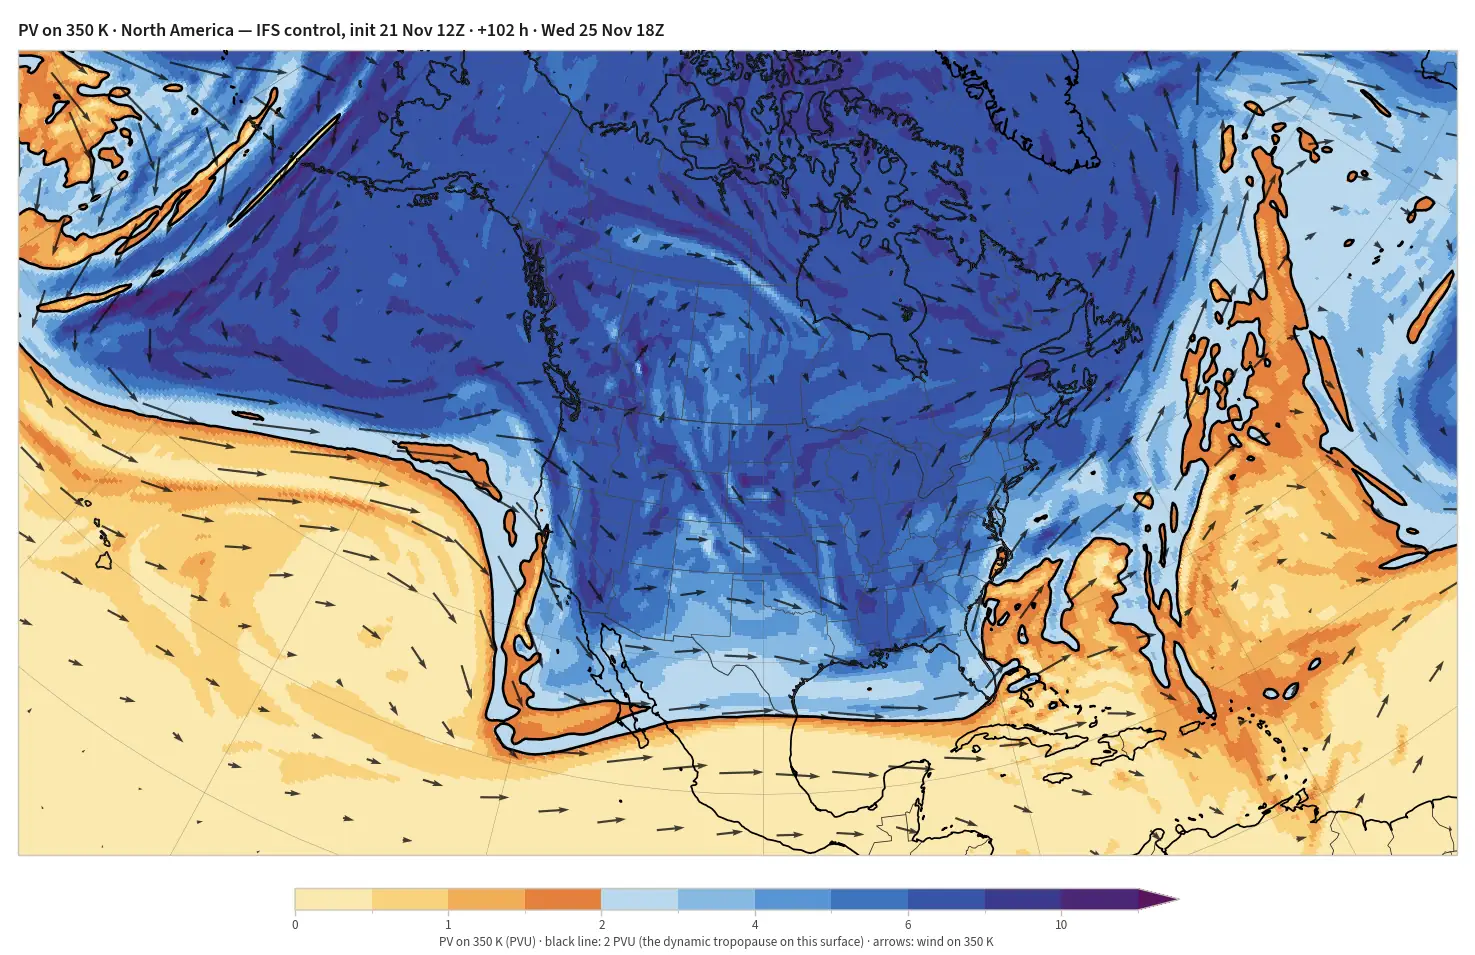 PV on 350 K · North America — IFS control, init 21 Nov 12Z · +102 h · Wed 25 Nov 18Z
0 1 2 4 6 10
PV on 350 K (PVU) · black line: 2 PVU (the dynamic tropopause on this surface) · arrows: wind on 350 K